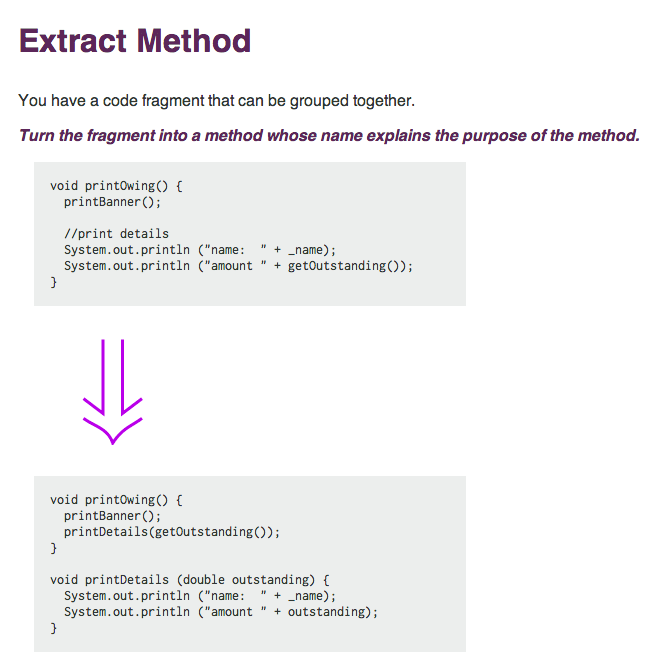 Extract Method
You have a code fragment that can be grouped together.
Turn the fragment into a method whose name explains the purpose of the method.
void printOwing() {
  printBanner();

  //print details
  System.out.println ("name:  " + _name);
  System.out.println ("amount " + getOutstanding());
}
void printOwing() {
  printBanner();
  printDetails(getOutstanding());
}

void printDetails (double outstanding) {
  System.out.println ("name:  " + _name);
  System.out.println ("amount " + outstanding);
}